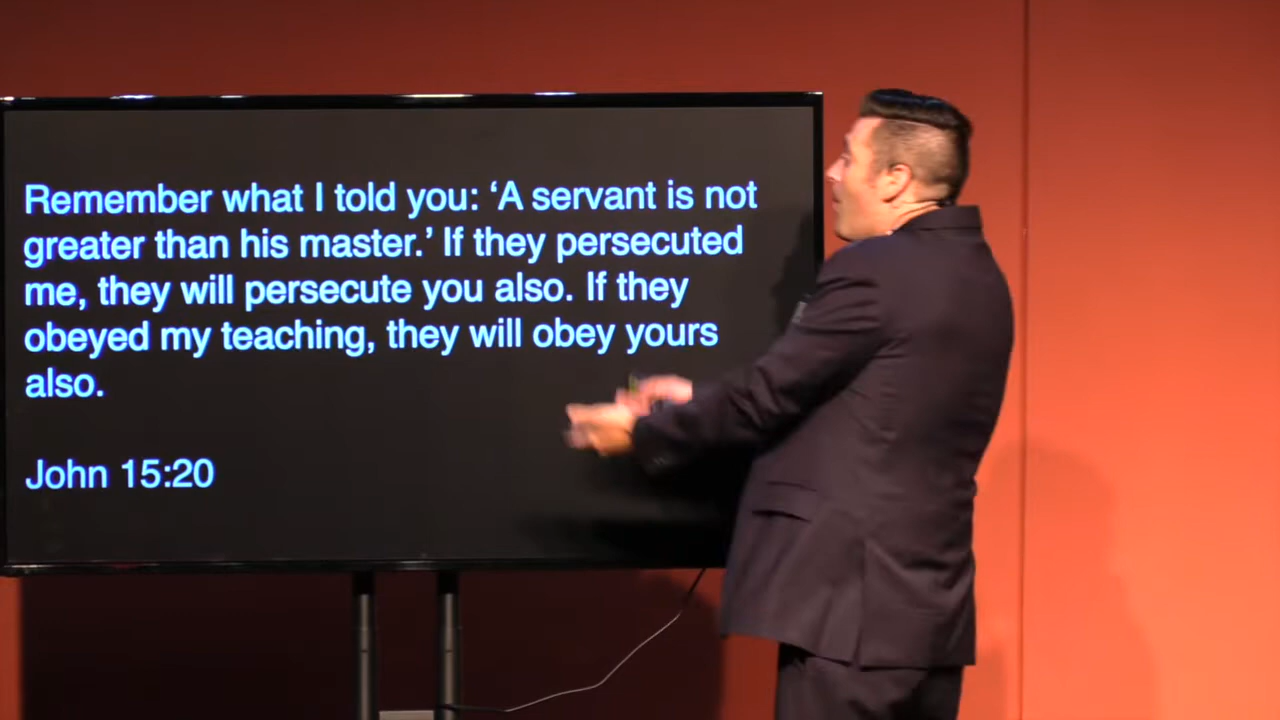 Remember what I told you: ‘A servant is not
greater than his master.’ If they persecuted
me, they will persecute you also. If they
obeyed my teaching, they will obey yours
also.
John 15:20